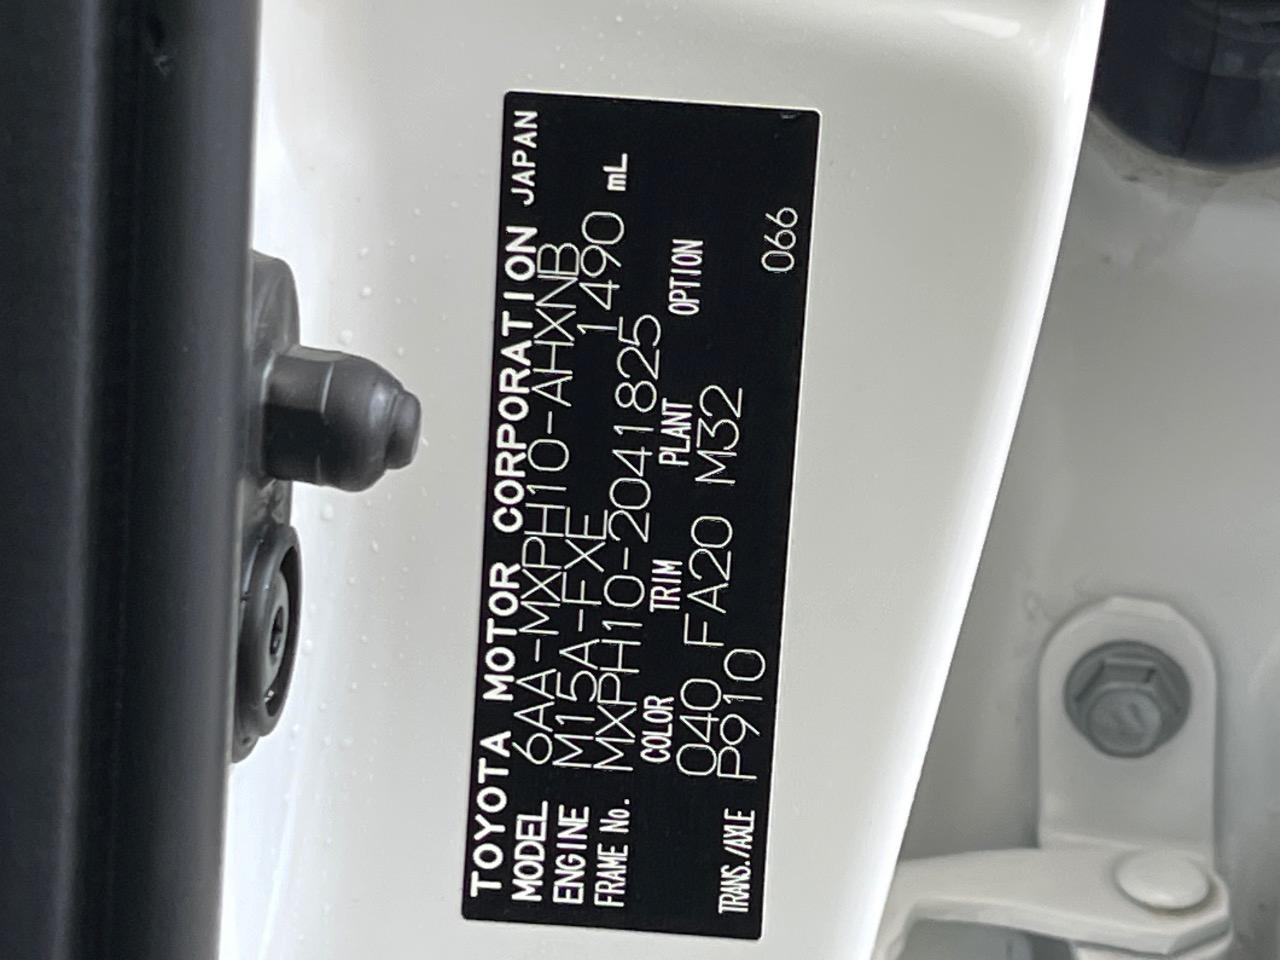 TOYOTA MOTOR CORPORATION JAPAN
MODEL 6AA-MXPH10-AHXNB
ENGINE M15A-FXE 1490 mL
FRAME No. MXPH10-2041825
COLOR TRIM PLANT OPTION
040 FA20 M32
TRANS./AXLE P910 066